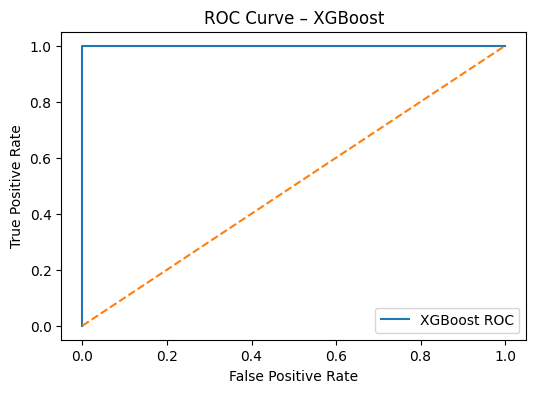 ROC Curve – XGBoost
1.0
0.8
0.6
0.4
0.2
0.0
True Positive Rate
XGBoost ROC
0.0 0.2 0.4 0.6 0.8 1.0
False Positive Rate